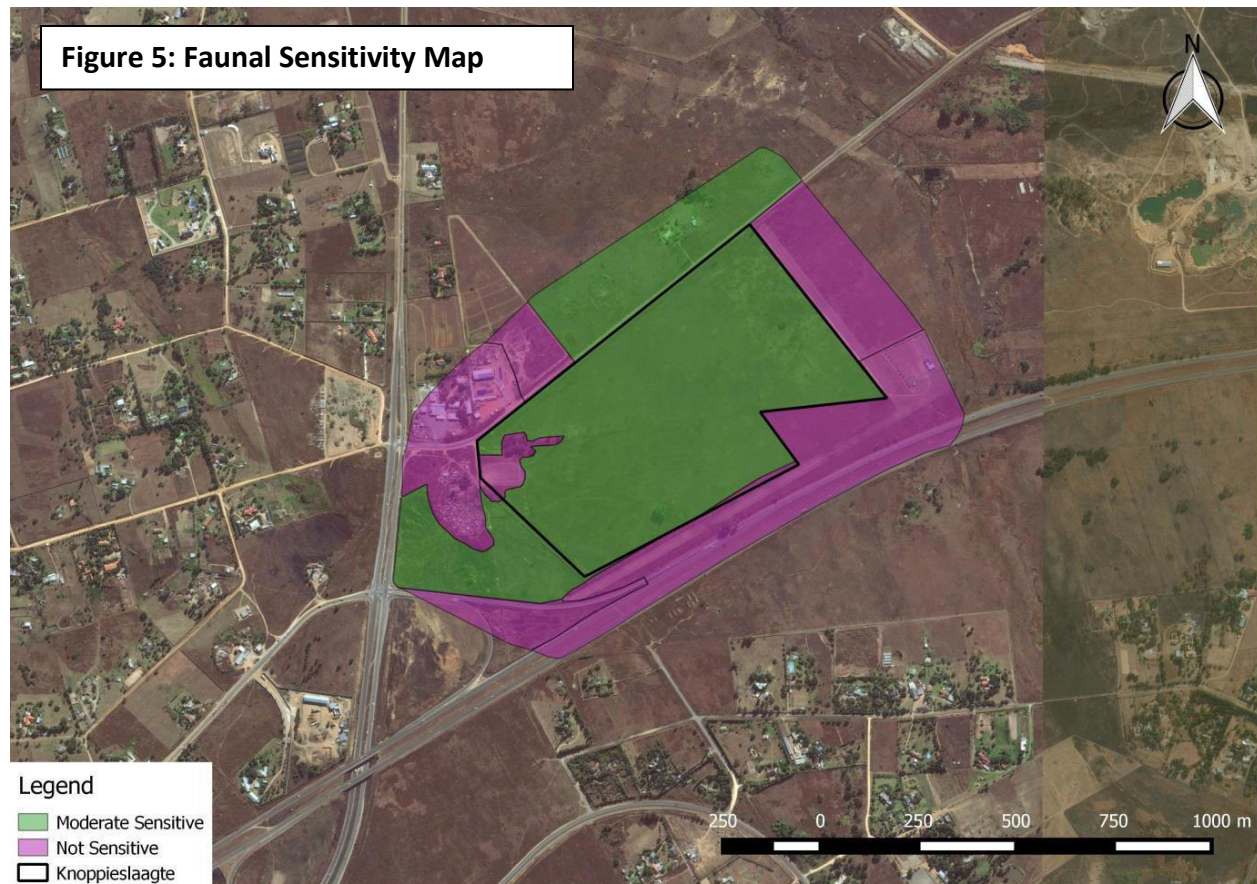 Figure 5: Faunal Sensitivity Map
N
Legend
Moderate Sensitive
Not Sensitive
Knoppieslaagte
250 0 250 500 750 1000 m